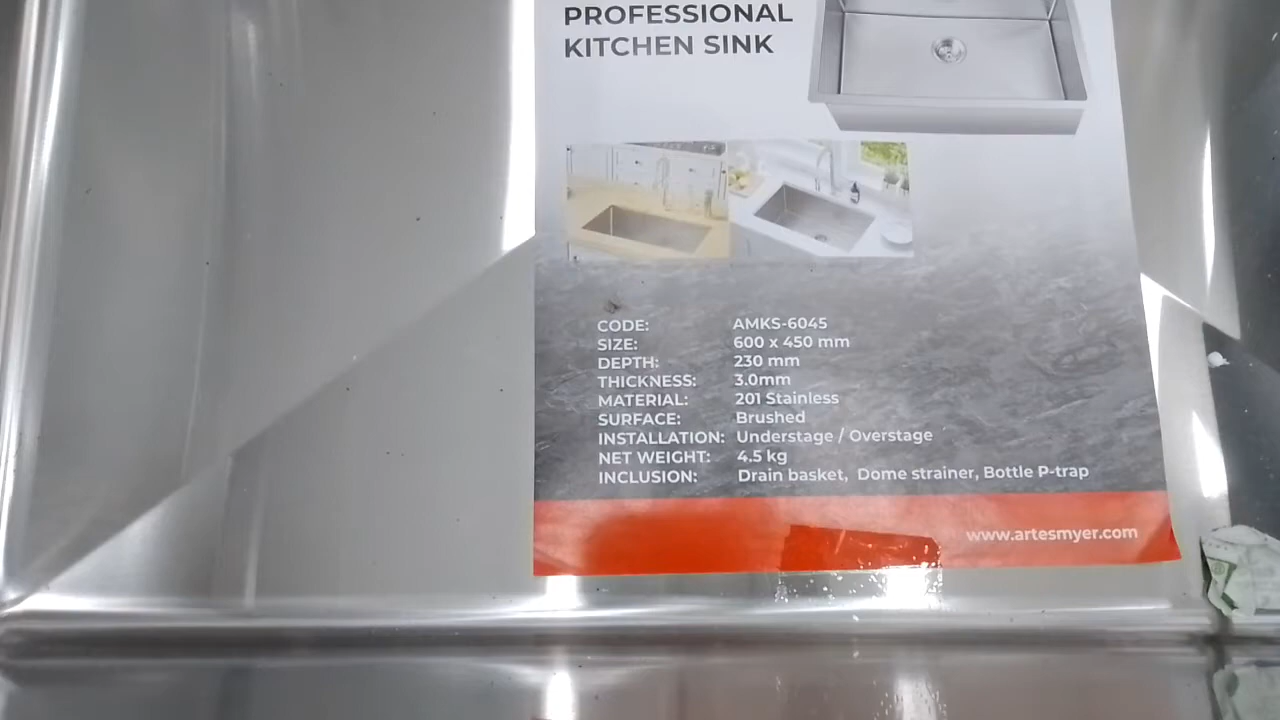 PROFESSIONAL
KITCHEN SINK
CODE: AMKS-6045
SIZE: 600 x 450 mm
DEPTH: 230 mm
THICKNESS: 3.0mm
MATERIAL: 201 Stainless
SURFACE: Brushed
INSTALLATION: Understage / Overstage
NET WEIGHT: 4.5 kg
INCLUSION: Drain basket, Dome strainer, Bottle P-trap
www.artesmyer.com